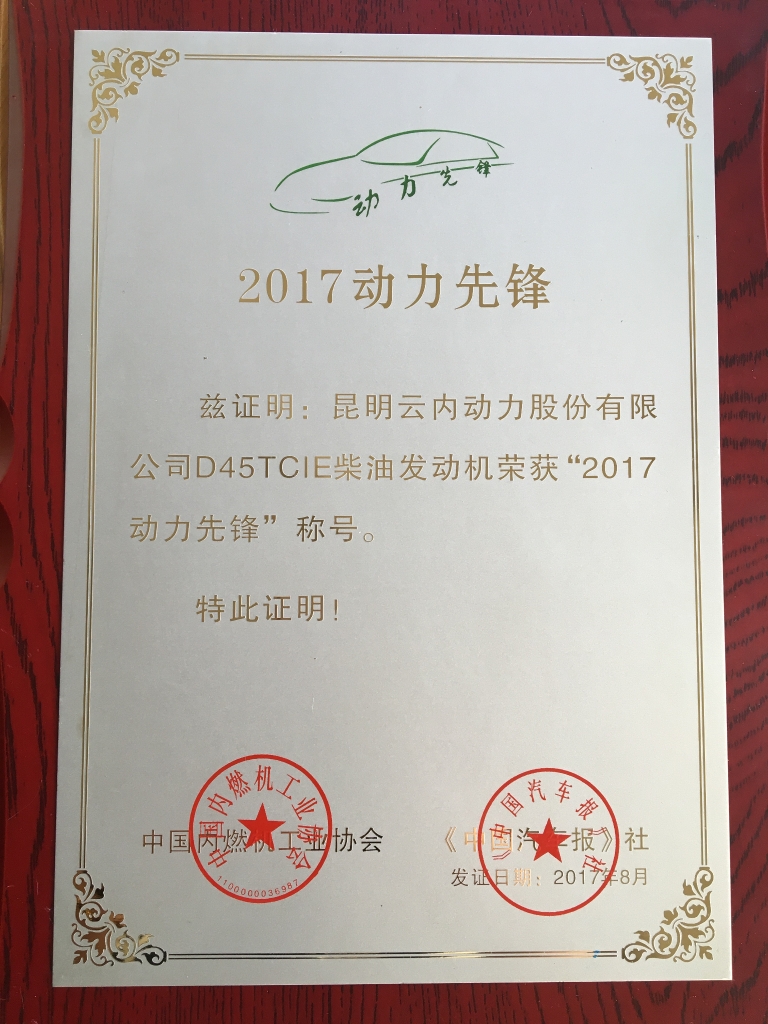 动力先锋
2017动力先锋
兹证明：昆明云内动力股份有限
公司D45TCIE柴油发动机荣获“2017
动力先锋”称号。
特此证明！
中国内燃机工业协会
1100000036987
中国内燃机工业协会
《中国汽车报》社
《中国汽车报》社
发证日期：2017年8月